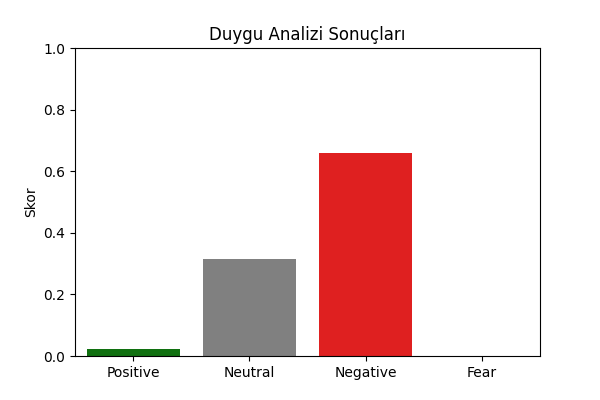 Duygu Analizi Sonuçları
1.0
0.8
0.6
0.4
0.2
0.0
Skor
Positive
Neutral
Negative
Fear